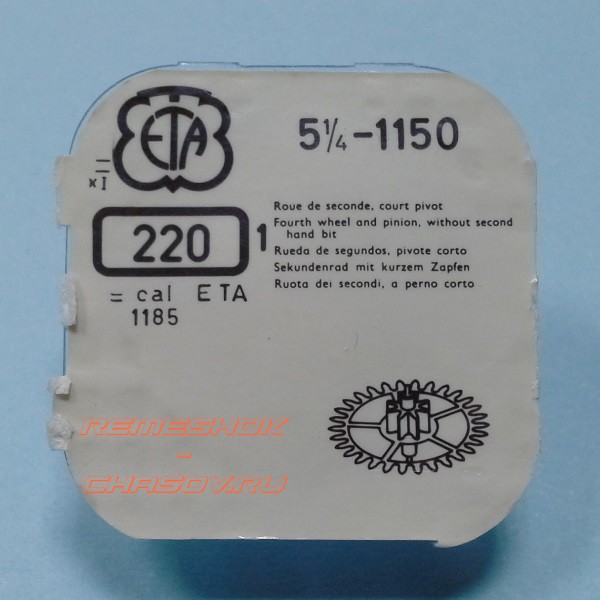 ETA
5¼-1150
x I
220 1
Roue de seconde, court pivot
Fourth wheel and pinion, without second
hand bit
Rueda de segundos, pivote corto
Sekundenrad mit kurzem Zapfen
Ruota dei secondi, a perno corto
= cal ETA
1185
REMESHOK
-
CHASOV.RU